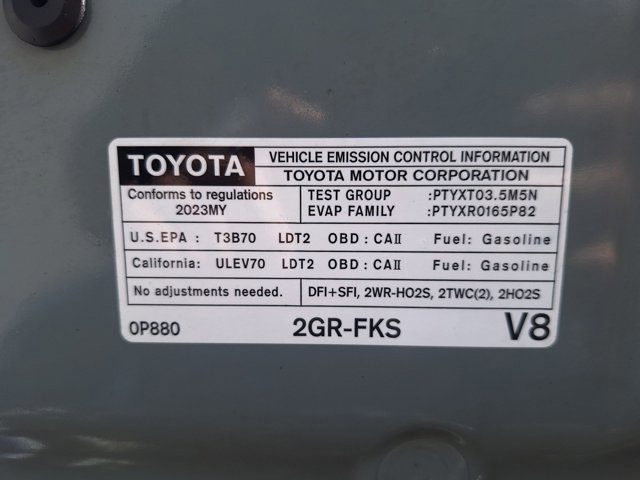 TOYOTA
VEHICLE EMISSION CONTROL INFORMATION
TOYOTA MOTOR CORPORATION
Conforms to regulations
2023MY
TEST GROUP :PTYXT03.5M5N
EVAP FAMILY :PTYXR0165P82
U.S.EPA : T3B70 LDT2 OBD : CAⅡ Fuel: Gasoline
California: ULEV70 LDT2 OBD : CAⅡ Fuel: Gasoline
No adjustments needed. DFI+SFI, 2WR-HO2S, 2TWC(2), 2HO2S
0P880 2GR-FKS V8